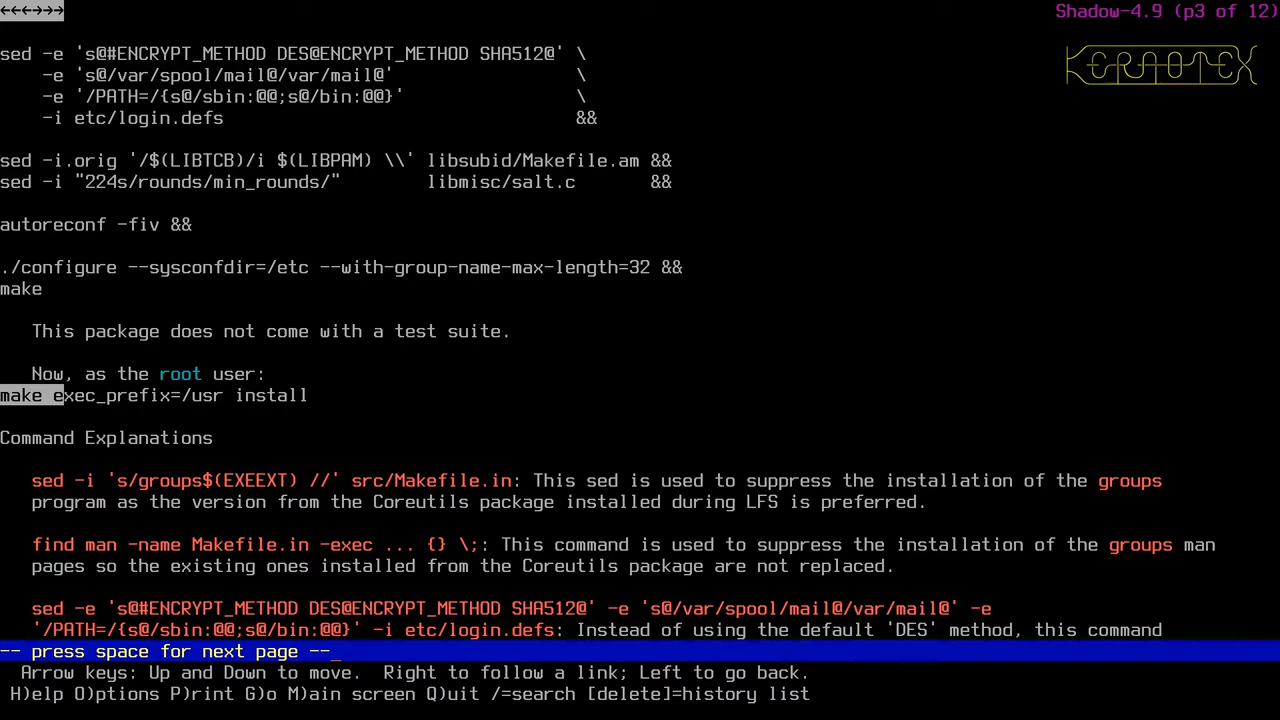 ←←←→→→
Shadow-4.9 (p3 of 12)
KERAOTEX
sed -e 's@#ENCRYPT_METHOD DES@ENCRYPT_METHOD SHA512@' \
-e 's@/var/spool/mail@/var/mail@' \
-e '/PATH=/{s@/sbin:@@;s@/bin:@@}' \
-i etc/login.defs &&
sed -i.orig '/$(LIBTCB)/i $(LIBPAM) \\' libsubid/Makefile.am &&
sed -i "224s/rounds/min_rounds/" libmisc/salt.c &&
autoreconf -fiv &&
./configure --sysconfdir=/etc --with-group-name-max-length=32 &&
make
This package does not come with a test suite.
Now, as the root user:
make exec_prefix=/usr install
Command Explanations
sed -i 's/groups$(EXEEXT) //' src/Makefile.in: This sed is used to suppress the installation of the groups
program as the version from the Coreutils package installed during LFS is preferred.
find man -name Makefile.in -exec ... {} \;: This command is used to suppress the installation of the groups man
pages so the existing ones installed from the Coreutils package are not replaced.
sed -e 's@#ENCRYPT_METHOD DES@ENCRYPT_METHOD SHA512@' -e 's@/var/spool/mail@/var/mail@' -e
'/PATH=/{s@/sbin:@@;s@/bin:@@}' -i etc/login.defs: Instead of using the default 'DES' method, this command
-- press space for next page --
Arrow keys: Up and Down to move. Right to follow a link; Left to go back.
H)elp O)ptions P)rint G)o M)ain screen Q)uit /=search [delete]=history list